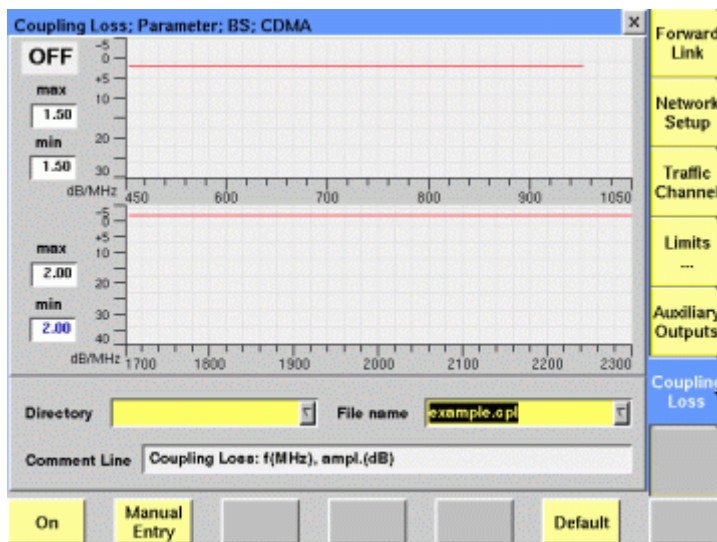 Coupling Loss; Parameter; BS; CDMA
OFF
max
1.50
min
1.50
-5
0
+5
10
20
30
dB/MHz
450 600 700 800 900 1050
max
2.00
min
2.00
-5
0
+5
10
20
30
40
dB/MHz
1700 1800 1900 2000 2100 2200 2300
Directory
File name
example.cpl
Comment Line
Coupling Loss: f(MHz), ampl.(dB)
Forward
Link
Network
Setup
Traffic
Channel
Limits
...
Auxiliary
Outputs
Coupling
Loss
On
Manual
Entry
Default